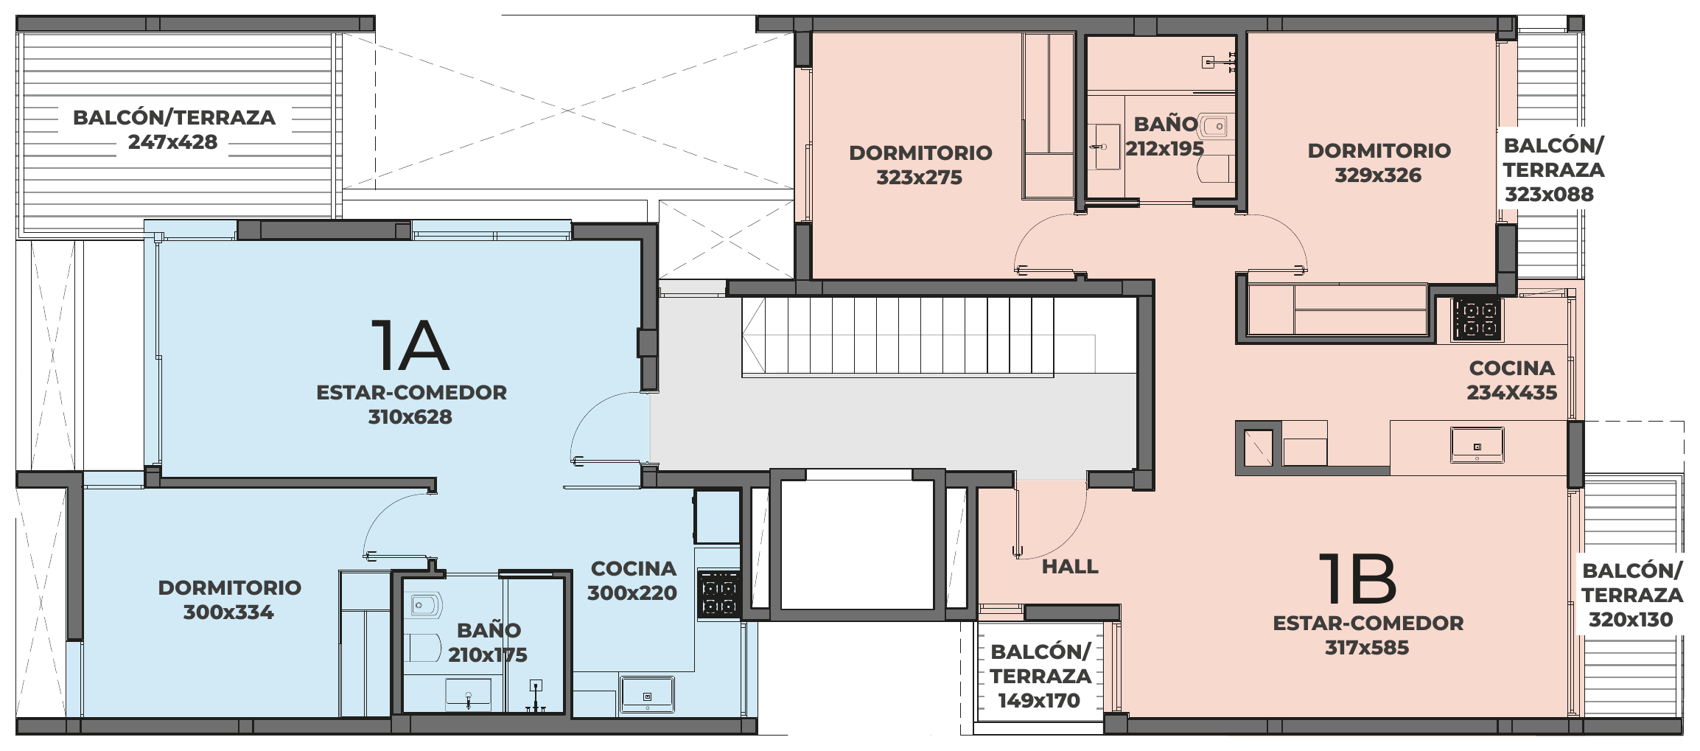 BALCÓN/TERRAZA
247x428
1A
ESTAR-COMEDOR
310x628
DORMITORIO
300x334
BAÑO
210x175
COCINA
300x220
DORMITORIO
323x275
BAÑO
212x195
DORMITORIO
329x326
BALCÓN/
TERRAZA
323x088
COCINA
234X435
HALL
1B
ESTAR-COMEDOR
317x585
BALCÓN/
TERRAZA
320x130
BALCÓN/
TERRAZA
149x170